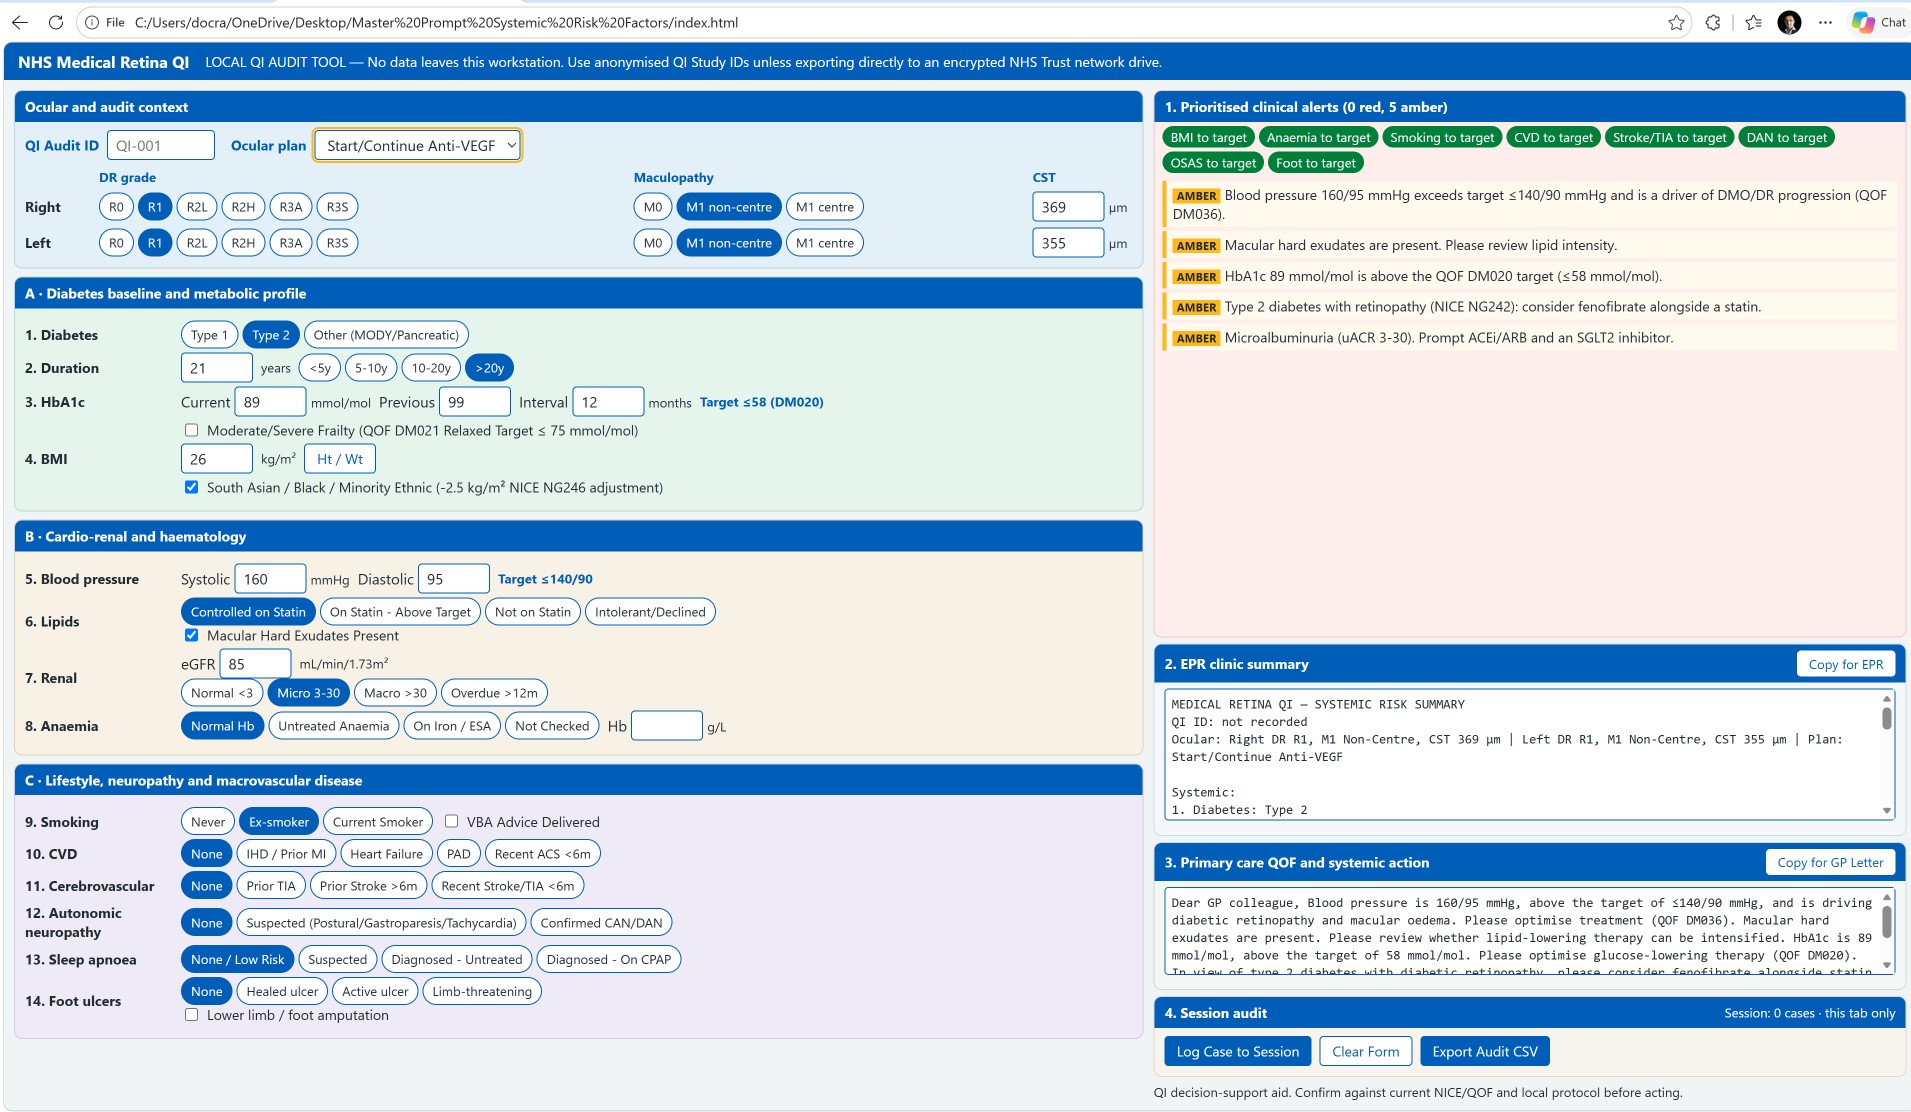 File C:/Users/docra/OneDrive/Desktop/Master%20Prompt%20Systemic%20Risk%20Factors/index.html Chat
NHS Medical Retina QI LOCAL QI AUDIT TOOL — No data leaves this workstation. Use anonymised QI Study IDs unless exporting directly to an encrypted NHS Trust network drive.
Ocular and audit context
QI Audit ID QI-001 Ocular plan Start/Continue Anti-VEGF
DR grade Maculopathy CST
Right R0 R1 R2L R2H R3A R3S M0 M1 non-centre M1 centre 369 µm
Left R0 R1 R2L R2H R3A R3S M0 M1 non-centre M1 centre 355 µm
A · Diabetes baseline and metabolic profile
1. Diabetes Type 1 Type 2 Other (MODY/Pancreatic)
2. Duration 21 years <5y 5-10y 10-20y >20y
3. HbA1c Current 89 mmol/mol Previous 99 Interval 12 months Target ≤58 (DM020)
Moderate/Severe Frailty (QOF DM021 Relaxed Target ≤ 75 mmol/mol)
4. BMI 26 kg/m² Ht / Wt
South Asian / Black / Minority Ethnic (-2.5 kg/m² NICE NG246 adjustment)
B · Cardio-renal and haematology
5. Blood pressure Systolic 160 mmHg Diastolic 95 Target ≤140/90
6. Lipids Controlled on Statin On Statin - Above Target Not on Statin Intolerant/Declined
Macular Hard Exudates Present
7. Renal eGFR 85 mL/min/1.73m²
Normal <3 Micro 3-30 Macro >30 Overdue >12m
8. Anaemia Normal Hb Untreated Anaemia On Iron / ESA Not Checked Hb g/L
C · Lifestyle, neuropathy and macrovascular disease
9. Smoking Never Ex-smoker Current Smoker VBA Advice Delivered
10. CVD None IHD / Prior MI Heart Failure PAD Recent ACS <6m
11. Cerebrovascular None Prior TIA Prior Stroke >6m Recent Stroke/TIA <6m
12. Autonomic neuropathy None Suspected (Postural/Gastroparesis/Tachycardia) Confirmed CAN/DAN
13. Sleep apnoea None / Low Risk Suspected Diagnosed - Untreated Diagnosed - On CPAP
14. Foot ulcers None Healed ulcer Active ulcer Limb-threatening
Lower limb / foot amputation
1. Prioritised clinical alerts (0 red, 5 amber)
BMI to target Anaemia to target Smoking to target CVD to target Stroke/TIA to target DAN to target
OSAS to target Foot to target
AMBER Blood pressure 160/95 mmHg exceeds target ≤140/90 mmHg and is a driver of DMO/DR progression (QOF
DM036).
AMBER Macular hard exudates are present. Please review lipid intensity.
AMBER HbA1c 89 mmol/mol is above the QOF DM020 target (≤58 mmol/mol).
AMBER Type 2 diabetes with retinopathy (NICE NG242): consider fenofibrate alongside a statin.
AMBER Microalbuminuria (uACR 3-30). Prompt ACEi/ARB and an SGLT2 inhibitor.
2. EPR clinic summary Copy for EPR
MEDICAL RETINA QI — SYSTEMIC RISK SUMMARY
QI ID: not recorded
Ocular: Right DR R1, M1 Non-Centre, CST 369 µm | Left DR R1, M1 Non-Centre, CST 355 µm | Plan:
Start/Continue Anti-VEGF
Systemic:
1. Diabetes: Type 2
3. Primary care QOF and systemic action Copy for GP Letter
Dear GP colleague, Blood pressure is 160/95 mmHg, above the target of ≤140/90 mmHg, and is driving
diabetic retinopathy and macular oedema. Please optimise treatment (QOF DM036). Macular hard
exudates are present. Please review whether lipid-lowering therapy can be intensified. HbA1c is 89
mmol/mol, above the target of 58 mmol/mol. Please optimise glucose-lowering therapy (QOF DM020).
In view of type 2 diabetes with diabetic retinopathy, please consider fenofibrate alongside statin
4. Session audit Session: 0 cases · this tab only
Log Case to Session Clear Form Export Audit CSV
QI decision-support aid. Confirm against current NICE/QOF and local protocol before acting.